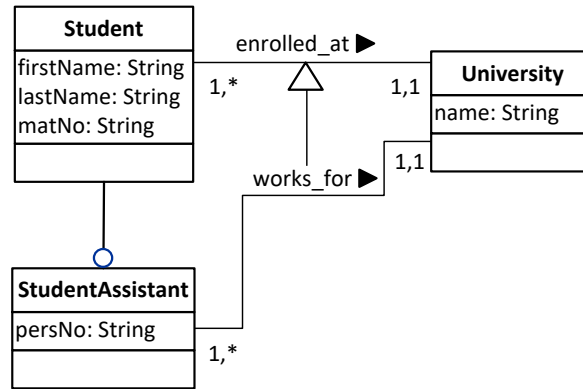 Student
firstName: String
lastName: String
matNo: String
enrolled_at
1,*
1,1
University
name: String
works_for
1,1
StudentAssistant
persNo: String
1,*